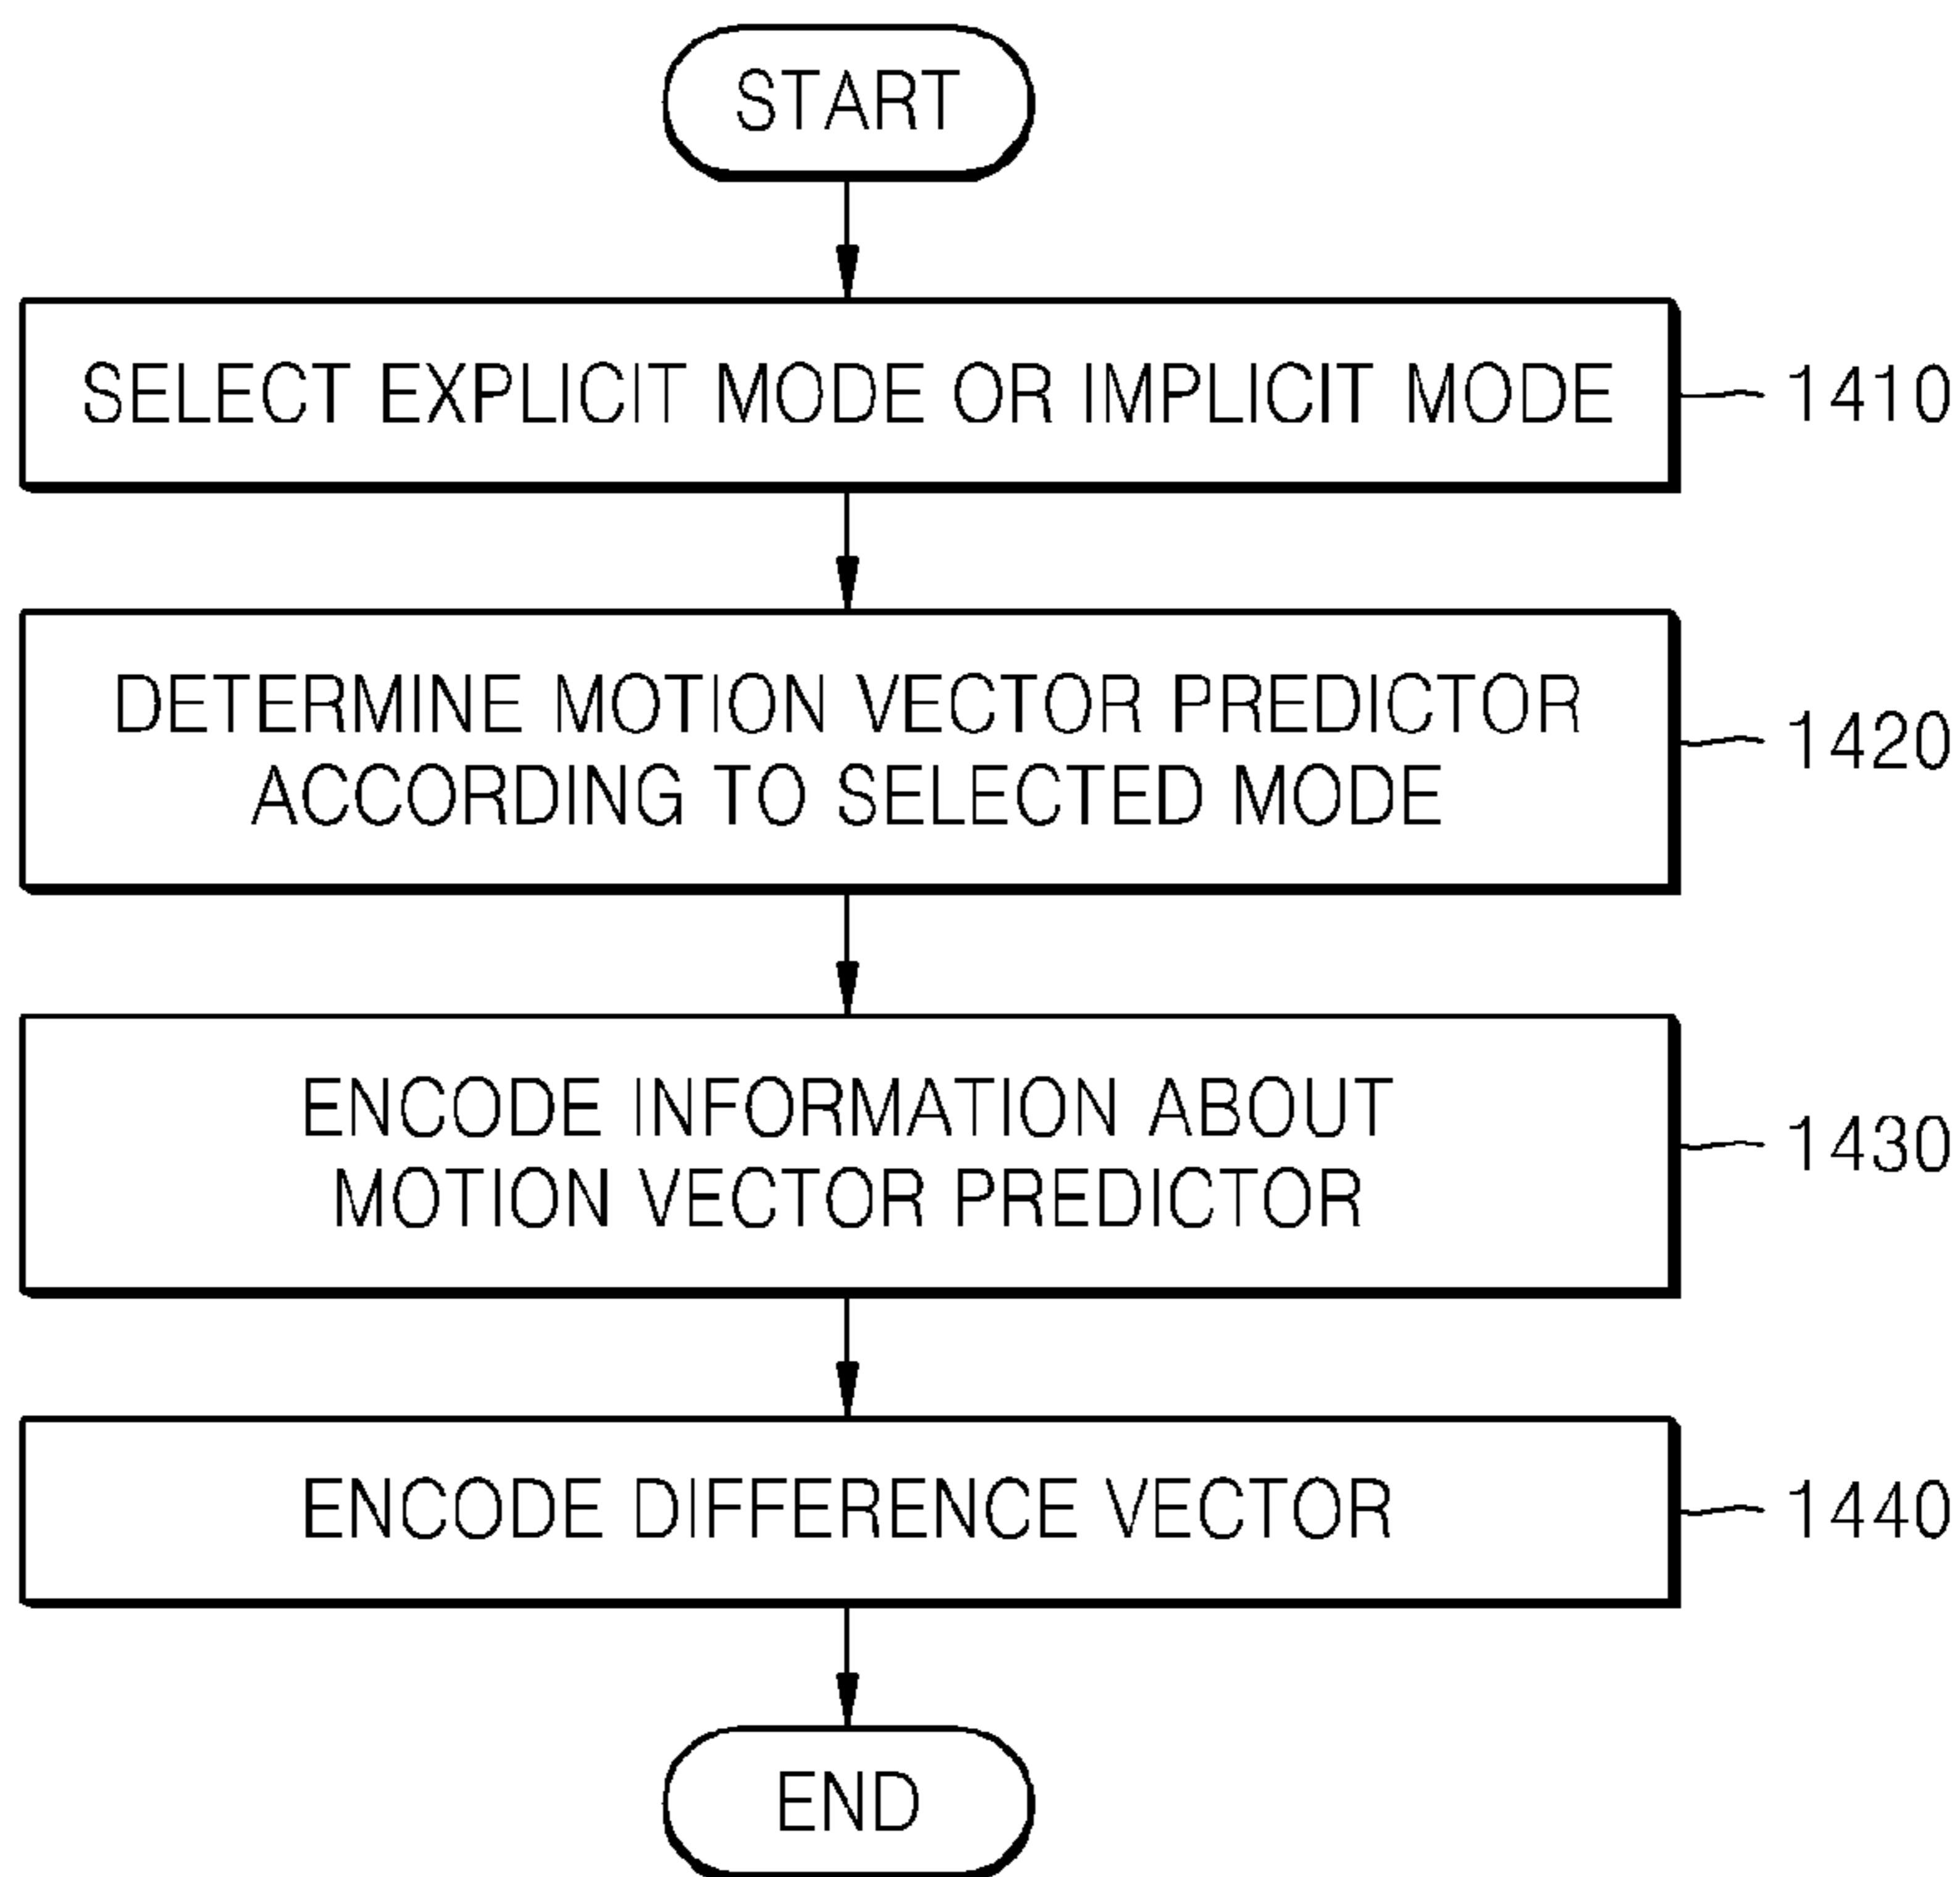 START
SELECT EXPLICIT MODE OR IMPLICIT MODE
1410
DETERMINE MOTION VECTOR PREDICTOR
ACCORDING TO SELECTED MODE
1420
ENCODE INFORMATION ABOUT
MOTION VECTOR PREDICTOR
1430
ENCODE DIFFERENCE VECTOR
1440
END